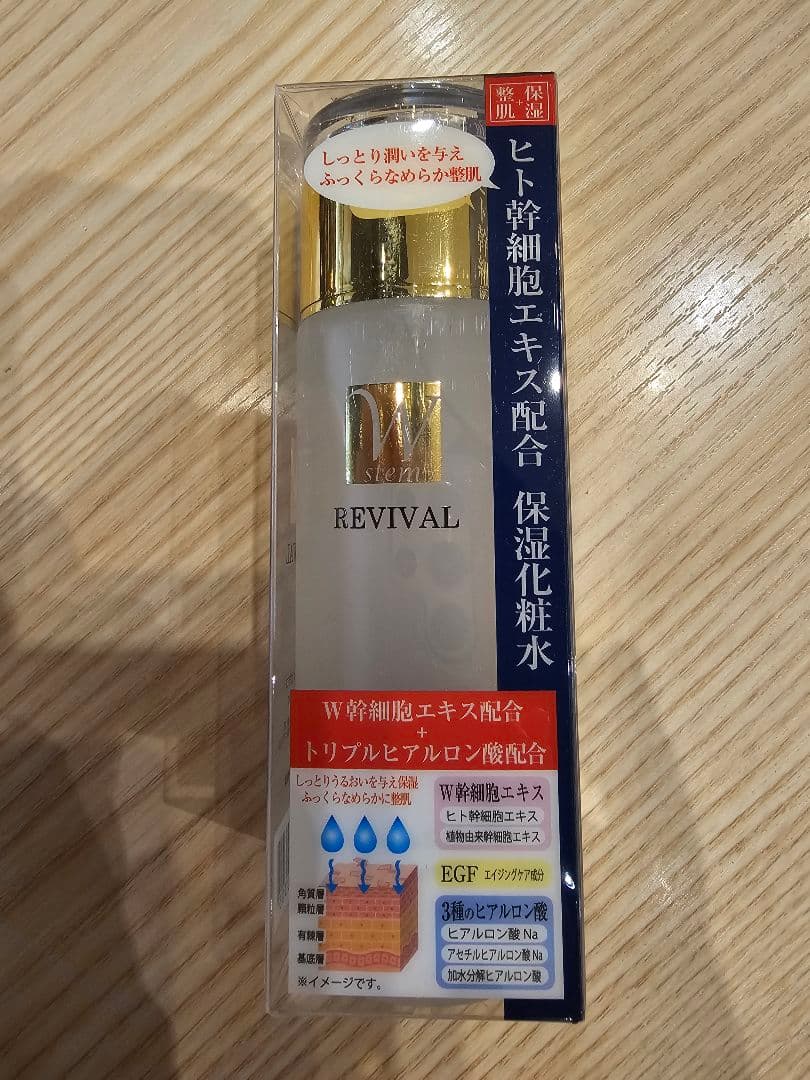 保湿
+
整肌
しっとり潤いを与え
ふっくらなめらか整肌
ヒト幹細胞エキス配合 保湿化粧水
W
stem
REVIVAL
W幹細胞エキス配合
+
トリプルヒアルロン酸配合
しっとりうるおいを与え保湿
ふっくらなめらかに整肌
角質層
顆粒層
有棘層
基底層
※イメージです。
W幹細胞エキス
ヒト幹細胞エキス
植物由来幹細胞エキス
EGF エイジングケア成分
3種のヒアルロン酸
ヒアルロン酸Na
アセチルヒアルロン酸Na
加水分解ヒアルロン酸